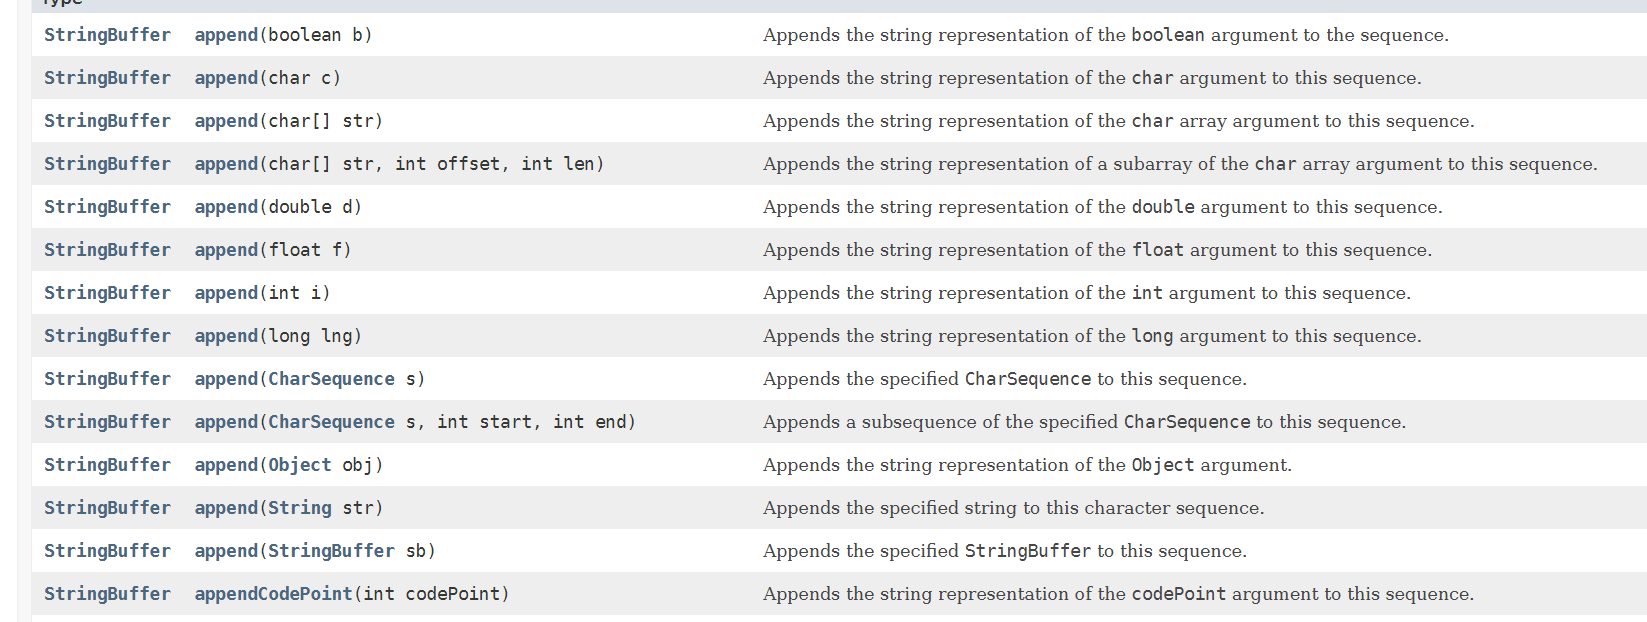 Type
StringBuffer append(boolean b) Appends the string representation of the boolean argument to the sequence.
StringBuffer append(char c) Appends the string representation of the char argument to this sequence.
StringBuffer append(char[] str) Appends the string representation of the char array argument to this sequence.
StringBuffer append(char[] str, int offset, int len) Appends the string representation of a subarray of the char array argument to this sequence.
StringBuffer append(double d) Appends the string representation of the double argument to this sequence.
StringBuffer append(float f) Appends the string representation of the float argument to this sequence.
StringBuffer append(int i) Appends the string representation of the int argument to this sequence.
StringBuffer append(long lng) Appends the string representation of the long argument to this sequence.
StringBuffer append(CharSequence s) Appends the specified CharSequence to this sequence.
StringBuffer append(CharSequence s, int start, int end) Appends a subsequence of the specified CharSequence to this sequence.
StringBuffer append(Object obj) Appends the string representation of the Object argument.
StringBuffer append(String str) Appends the specified string to this character sequence.
StringBuffer append(StringBuffer sb) Appends the specified StringBuffer to this sequence.
StringBuffer appendCodePoint(int codePoint) Appends the string representation of the codePoint argument to this sequence.